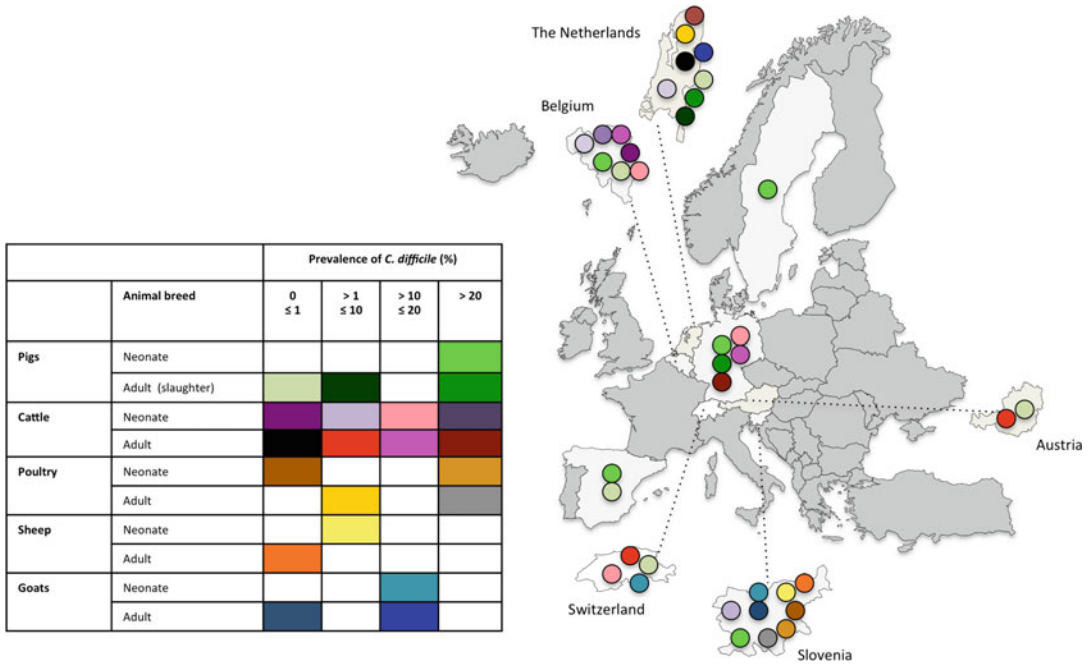 The Netherlands
Belgium
Prevalence of C. difficile (%)
Animal breed
0
≤ 1
> 1
≤ 10
> 10
≤ 20
> 20
Pigs
Neonate
Adult (slaughter)
Cattle
Neonate
Adult
Poultry
Neonate
Adult
Sheep
Neonate
Adult
Goats
Neonate
Adult
Austria
Switzerland
Slovenia